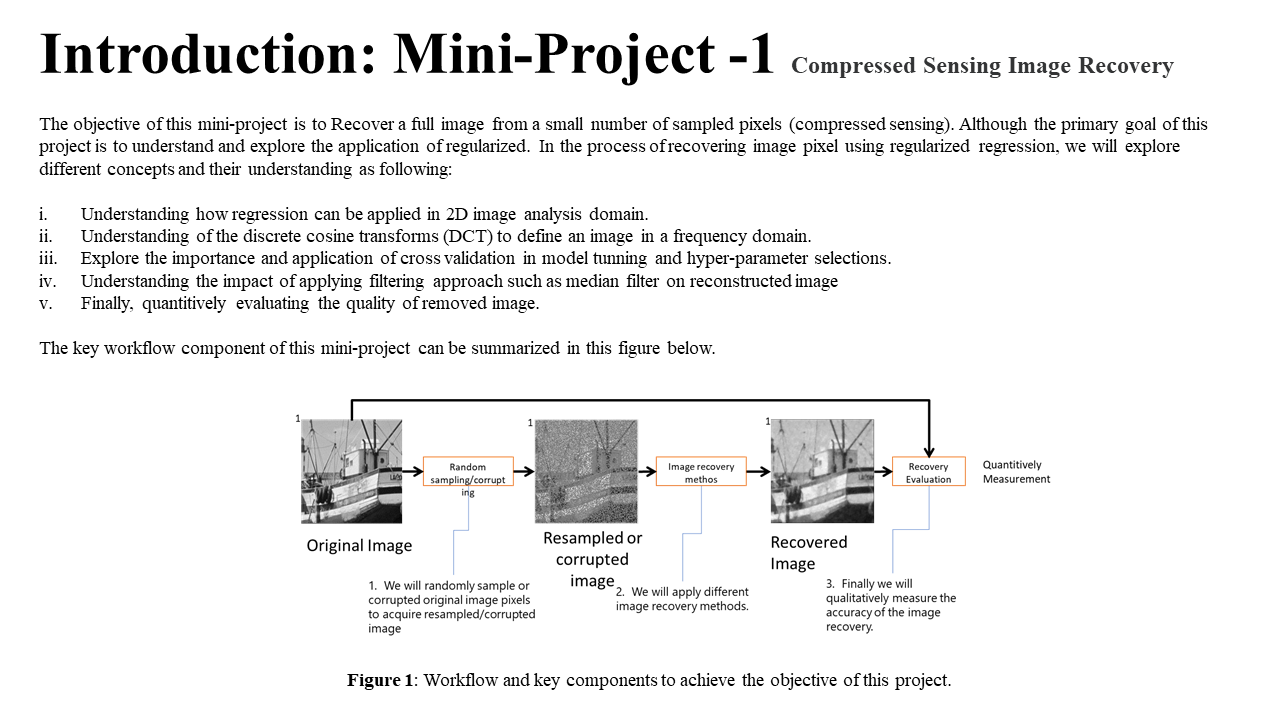 Introduction: Mini-Project -1 Compressed Sensing Image Recovery
The objective of this mini-project is to Recover a full image from a small number of sampled pixels (compressed sensing). Although the primary goal of this
project is to understand and explore the application of regularized. In the process of recovering image pixel using regularized regression, we will explore
different concepts and their understanding as following:
i. Understanding how regression can be applied in 2D image analysis domain.
ii. Understanding of the discrete cosine transforms (DCT) to define an image in a frequency domain.
iii. Explore the importance and application of cross validation in model tunning and hyper-parameter selections.
iv. Understanding the impact of applying filtering approach such as median filter on reconstructed image
v. Finally, quantitively evaluating the quality of removed image.
The key workflow component of this mini-project can be summarized in this figure below.
1
Original Image
Random
sampling/corrupt
ing
1
Resampled or
corrupted
image
Image recovery
methos
1
Recovered
Image
Recovery
Evaluation
Quantitively
Measurement
1. We will randomly sample or
corrupted original image pixels
to acquire resampled/corrupted
image
2. We will apply different
image recovery methods.
3. Finally we will
qualitatively measure the
accuracy of the image
recovery.
Figure 1: Workflow and key components to achieve the objective of this project.